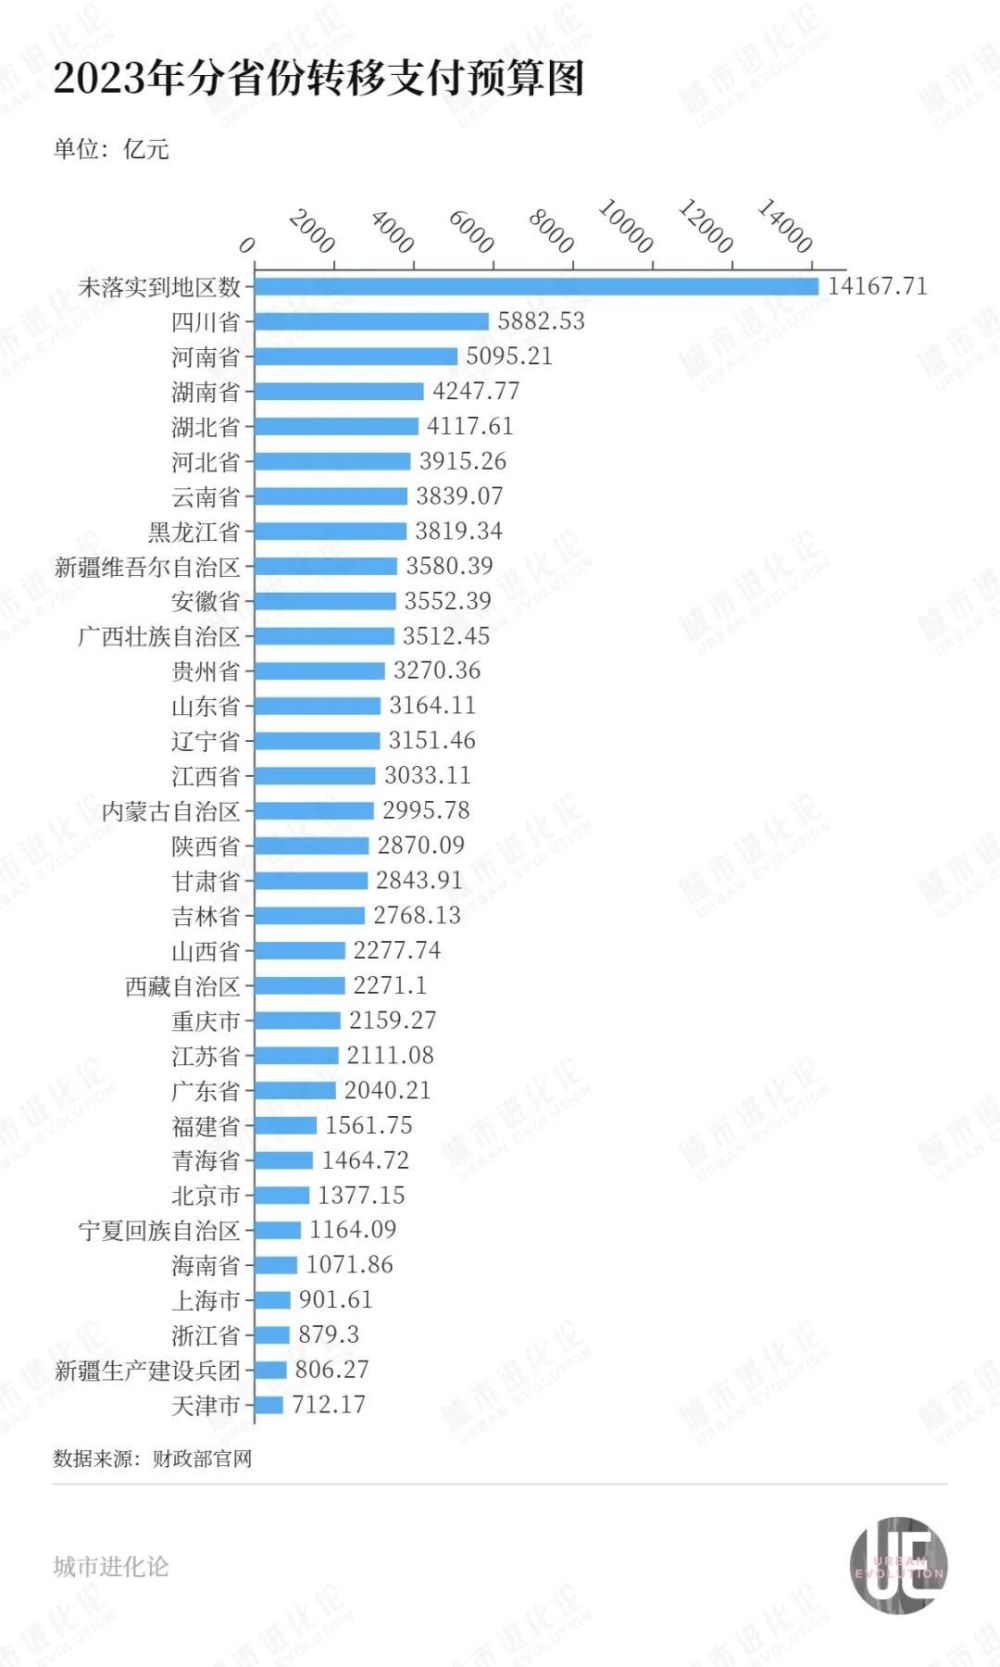 2023年分省份转移支付预算图
单位：亿元
0 2000 4000 6000 8000 10000 12000 14000
未落实到地区数 14167.71
四川省 5882.53
河南省 5095.21
湖南省 4247.77
湖北省 4117.61
河北省 3915.26
云南省 3839.07
黑龙江省 3819.34
新疆维吾尔自治区 3580.39
安徽省 3552.39
广西壮族自治区 3512.45
贵州省 3270.36
山东省 3164.11
辽宁省 3151.46
江西省 3033.11
内蒙古自治区 2995.78
陕西省 2870.09
甘肃省 2843.91
吉林省 2768.13
山西省 2277.74
西藏自治区 2271.1
重庆市 2159.27
江苏省 2111.08
广东省 2040.21
福建省 1561.75
青海省 1464.72
北京市 1377.15
宁夏回族自治区 1164.09
海南省 1071.86
上海市 901.61
浙江省 879.3
新疆生产建设兵团 806.27
天津市 712.17
数据来源：财政部官网
城市进化论
UE
URBAN
EVOLUTION
城市进化论
URBAN EVOLUTION